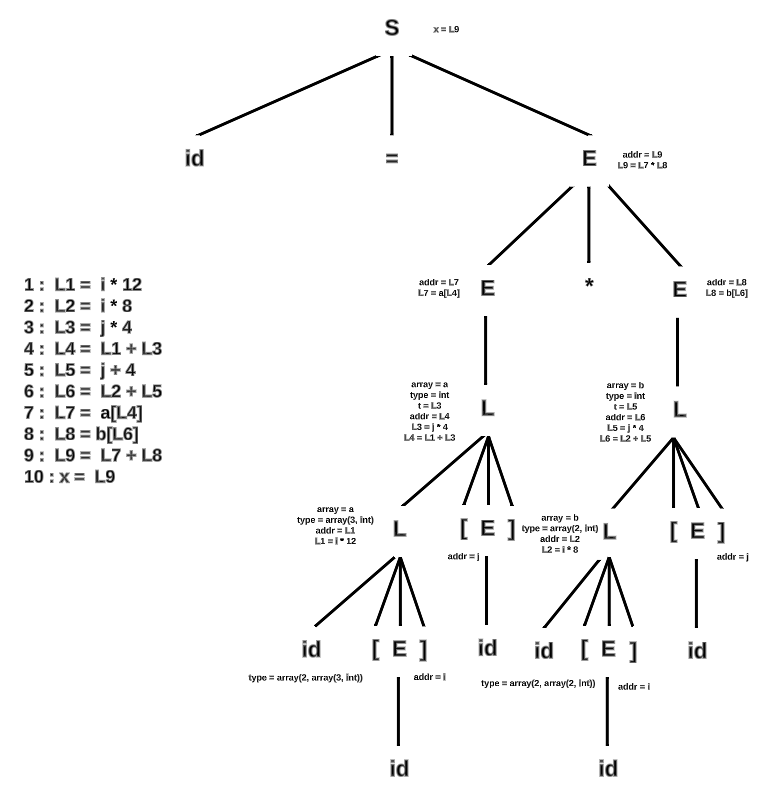 S
x = L9
id
=
E
addr = L9
L9 = L7 * L8
1 : L1 = i * 12
2 : L2 = i * 8
3 : L3 = j * 4
4 : L4 = L1 + L3
5 : L5 = j + 4
6 : L6 = L2 + L5
7 : L7 = a[L4]
8 : L8 = b[L6]
9 : L9 = L7 + L8
10 : x = L9
addr = L7
L7 = a[L4]
E
*
E
addr = L8
L8 = b[L6]
array = a
type = int
t = L3
addr = L4
L3 = j * 4
L4 = L1 + L3
L
array = b
type = int
t = L5
addr = L6
L5 = j * 4
L6 = L2 + L5
L
array = a
type = array(3, int)
addr = L1
L1 = i * 12
L
[ E ]
addr = j
array = b
type = array(2, int)
addr = L2
L2 = i * 8
L
[ E ]
addr = j
id
[ E ]
id
id
[ E ]
id
type = array(2, array(3, int))
addr = i
type = array(2, array(2, int))
addr = i
id
id